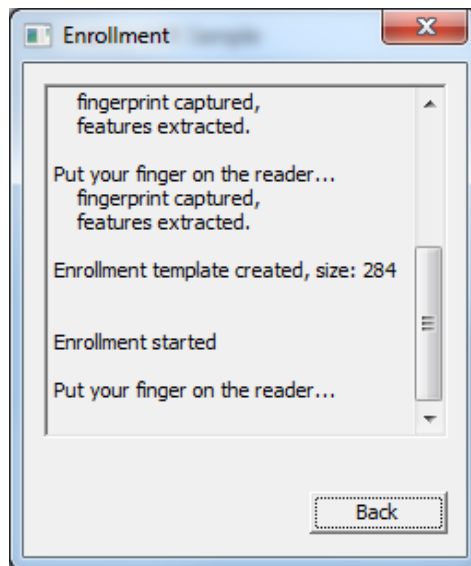 Enrollment
fingerprint captured,
features extracted.
Put your finger on the reader...
fingerprint captured,
features extracted.
Enrollment template created, size: 284
Enrollment started
Put your finger on the reader...
Back